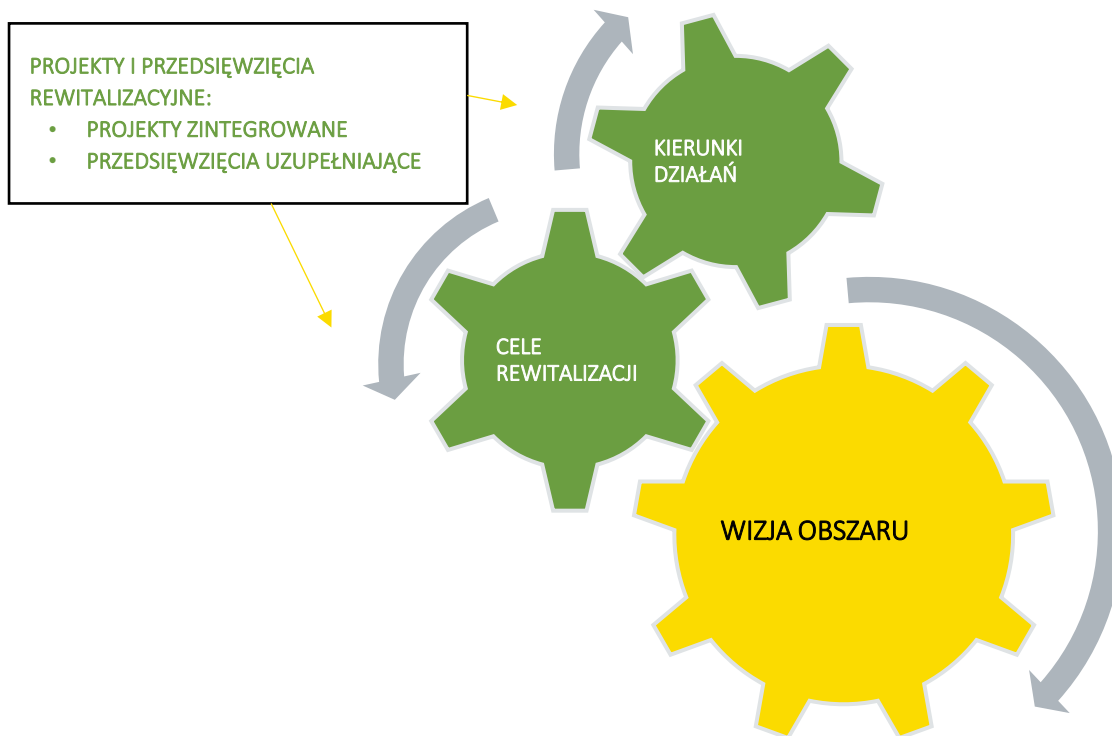 PROJEKTY I PRZEDSIĘWZIĘCIA
REWITALIZACYJNE:
• PROJEKTY ZINTEGROWANE
• PRZEDSIĘWZIĘCIA UZUPEŁNIAJĄCE
KIERUNKI
DZIAŁAŃ
CELE
REWITALIZACJI
WIZJA OBSZARU